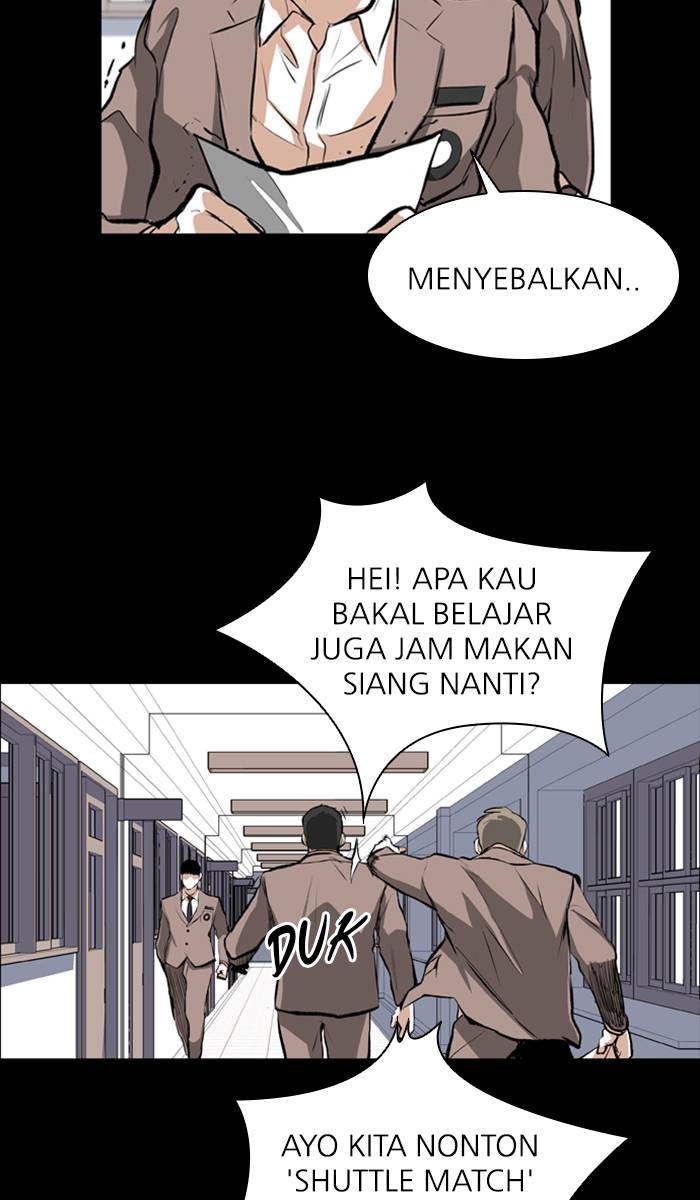 MENYEBALKAN..
HEI! APA KAU
BAKAL BELAJAR
JUGA JAM MAKAN
SIANG NANTI?
DUK
AYO KITA NONTON
'SHUTTLE MATCH'